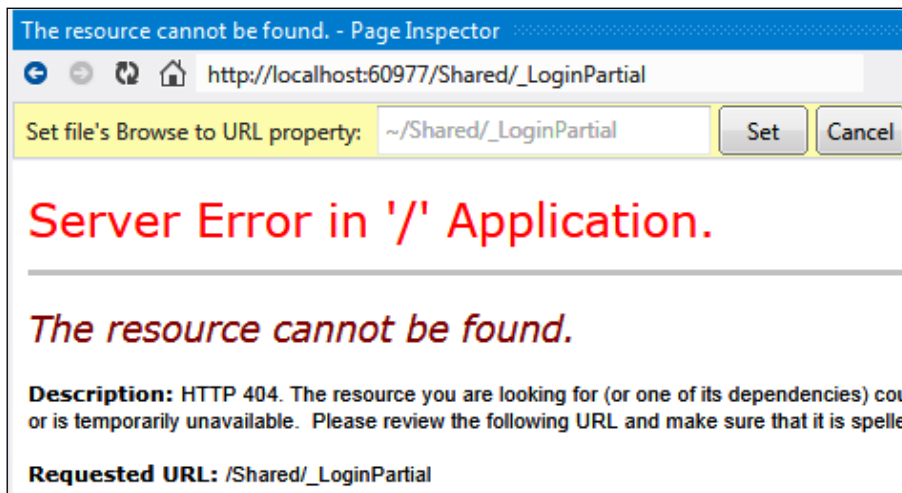 The resource cannot be found. - Page Inspector
http://localhost:60977/Shared/_LoginPartial
Set file's Browse to URL property: ~/Shared/_LoginPartial Set Cancel
Server Error in '/' Application.
The resource cannot be found.
Description: HTTP 404. The resource you are looking for (or one of its dependencies)
or is temporarily unavailable. Please review the following URL and make sure that it is
Requested URL: /Shared/_LoginPartial